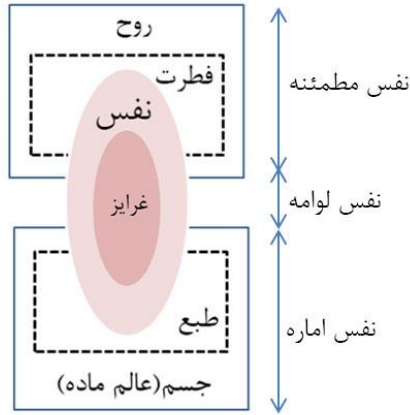 روح
فطرت
نفس مطمئنه
نفس
نفس لوامه
غرایز
طبع
نفس اماره
جسم(عالم ماده)